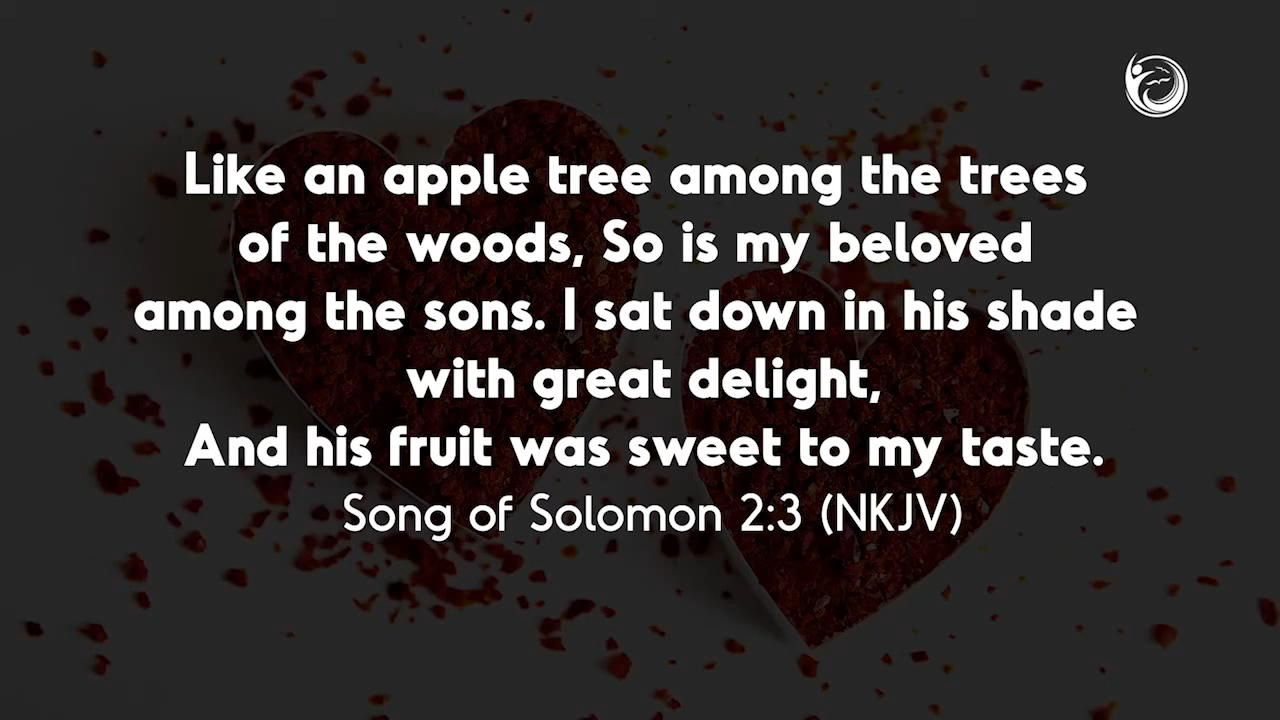 Like an apple tree among the trees
of the woods, So is my beloved
among the sons. I sat down in his shade
with great delight,
And his fruit was sweet to my taste.
Song of Solomon 2:3 (NKJV)